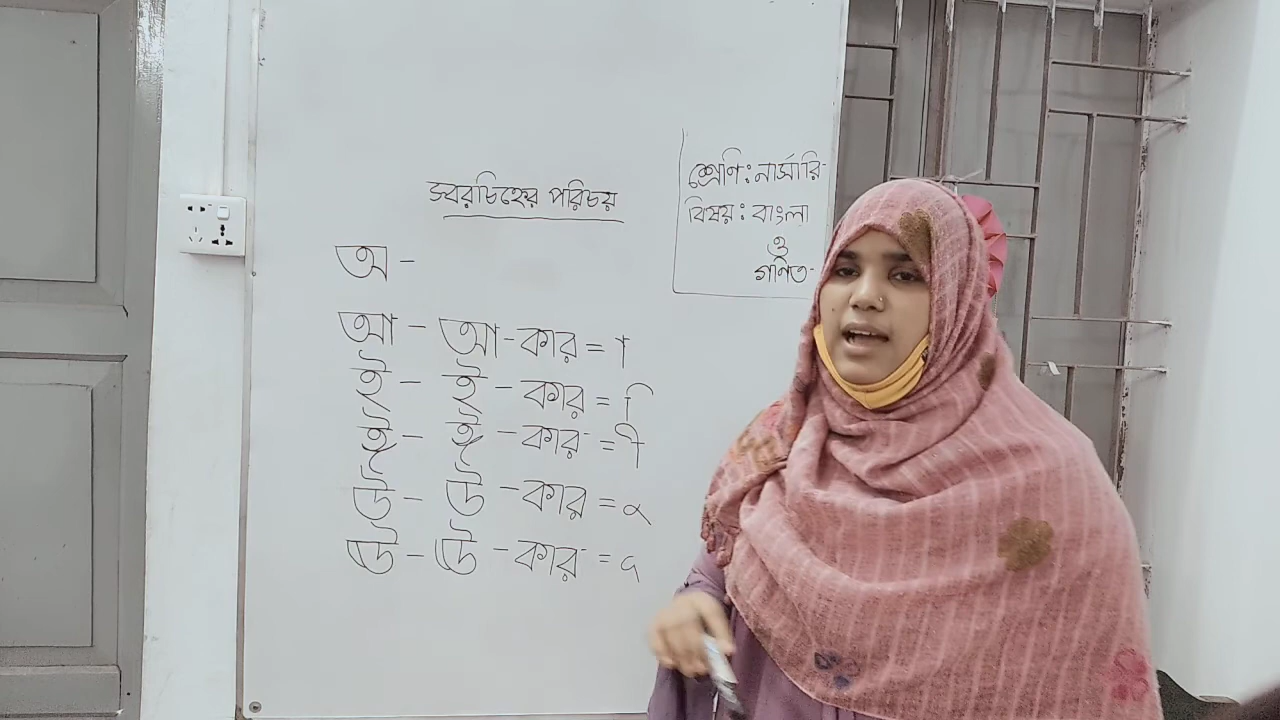 স্বরচিহ্নের পরিচয়
শ্রেণি: নার্সারি
বিষয়: বাংলা
ও
গণিত
অ -
আ - আ - কার = া
ই - ই - কার = ি
ঈ - ঈ - কার = ী
উ - উ - কার = ু
ঊ - ঊ - কার = ূ